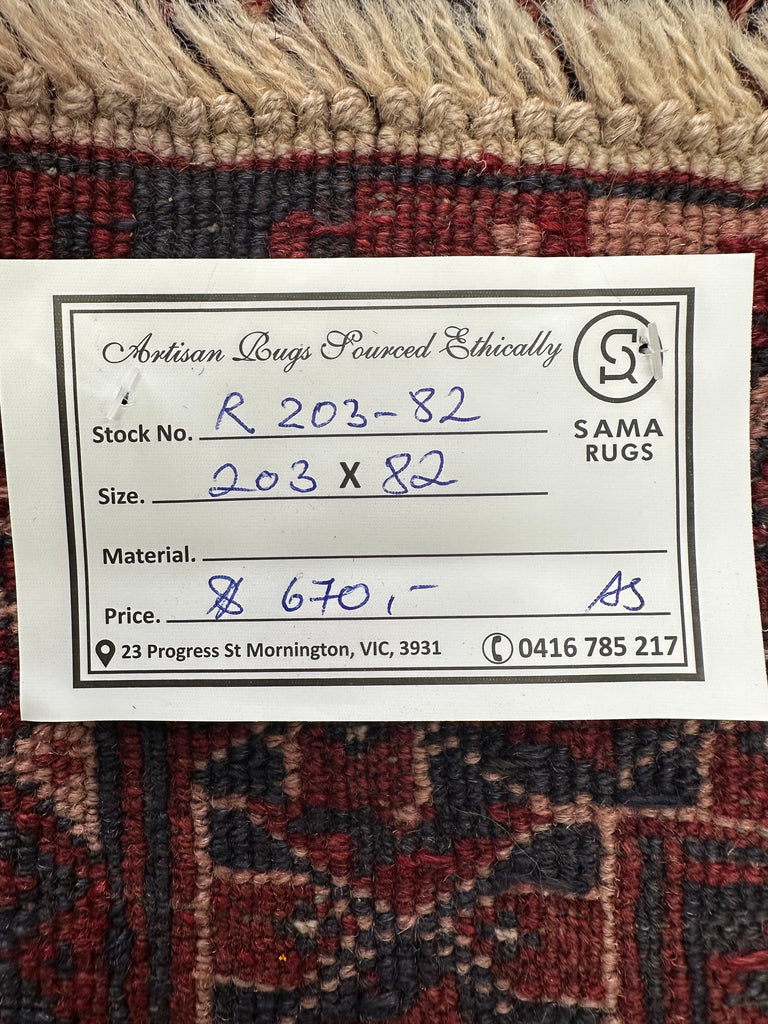 Artisan Rugs Sourced Ethically
SR
SAMA
RUGS
Stock No. R 203-82
Size. 203 X 82
Material.
Price. $ 670,- AS
23 Progress St Mornington, VIC, 3931 0416 785 217